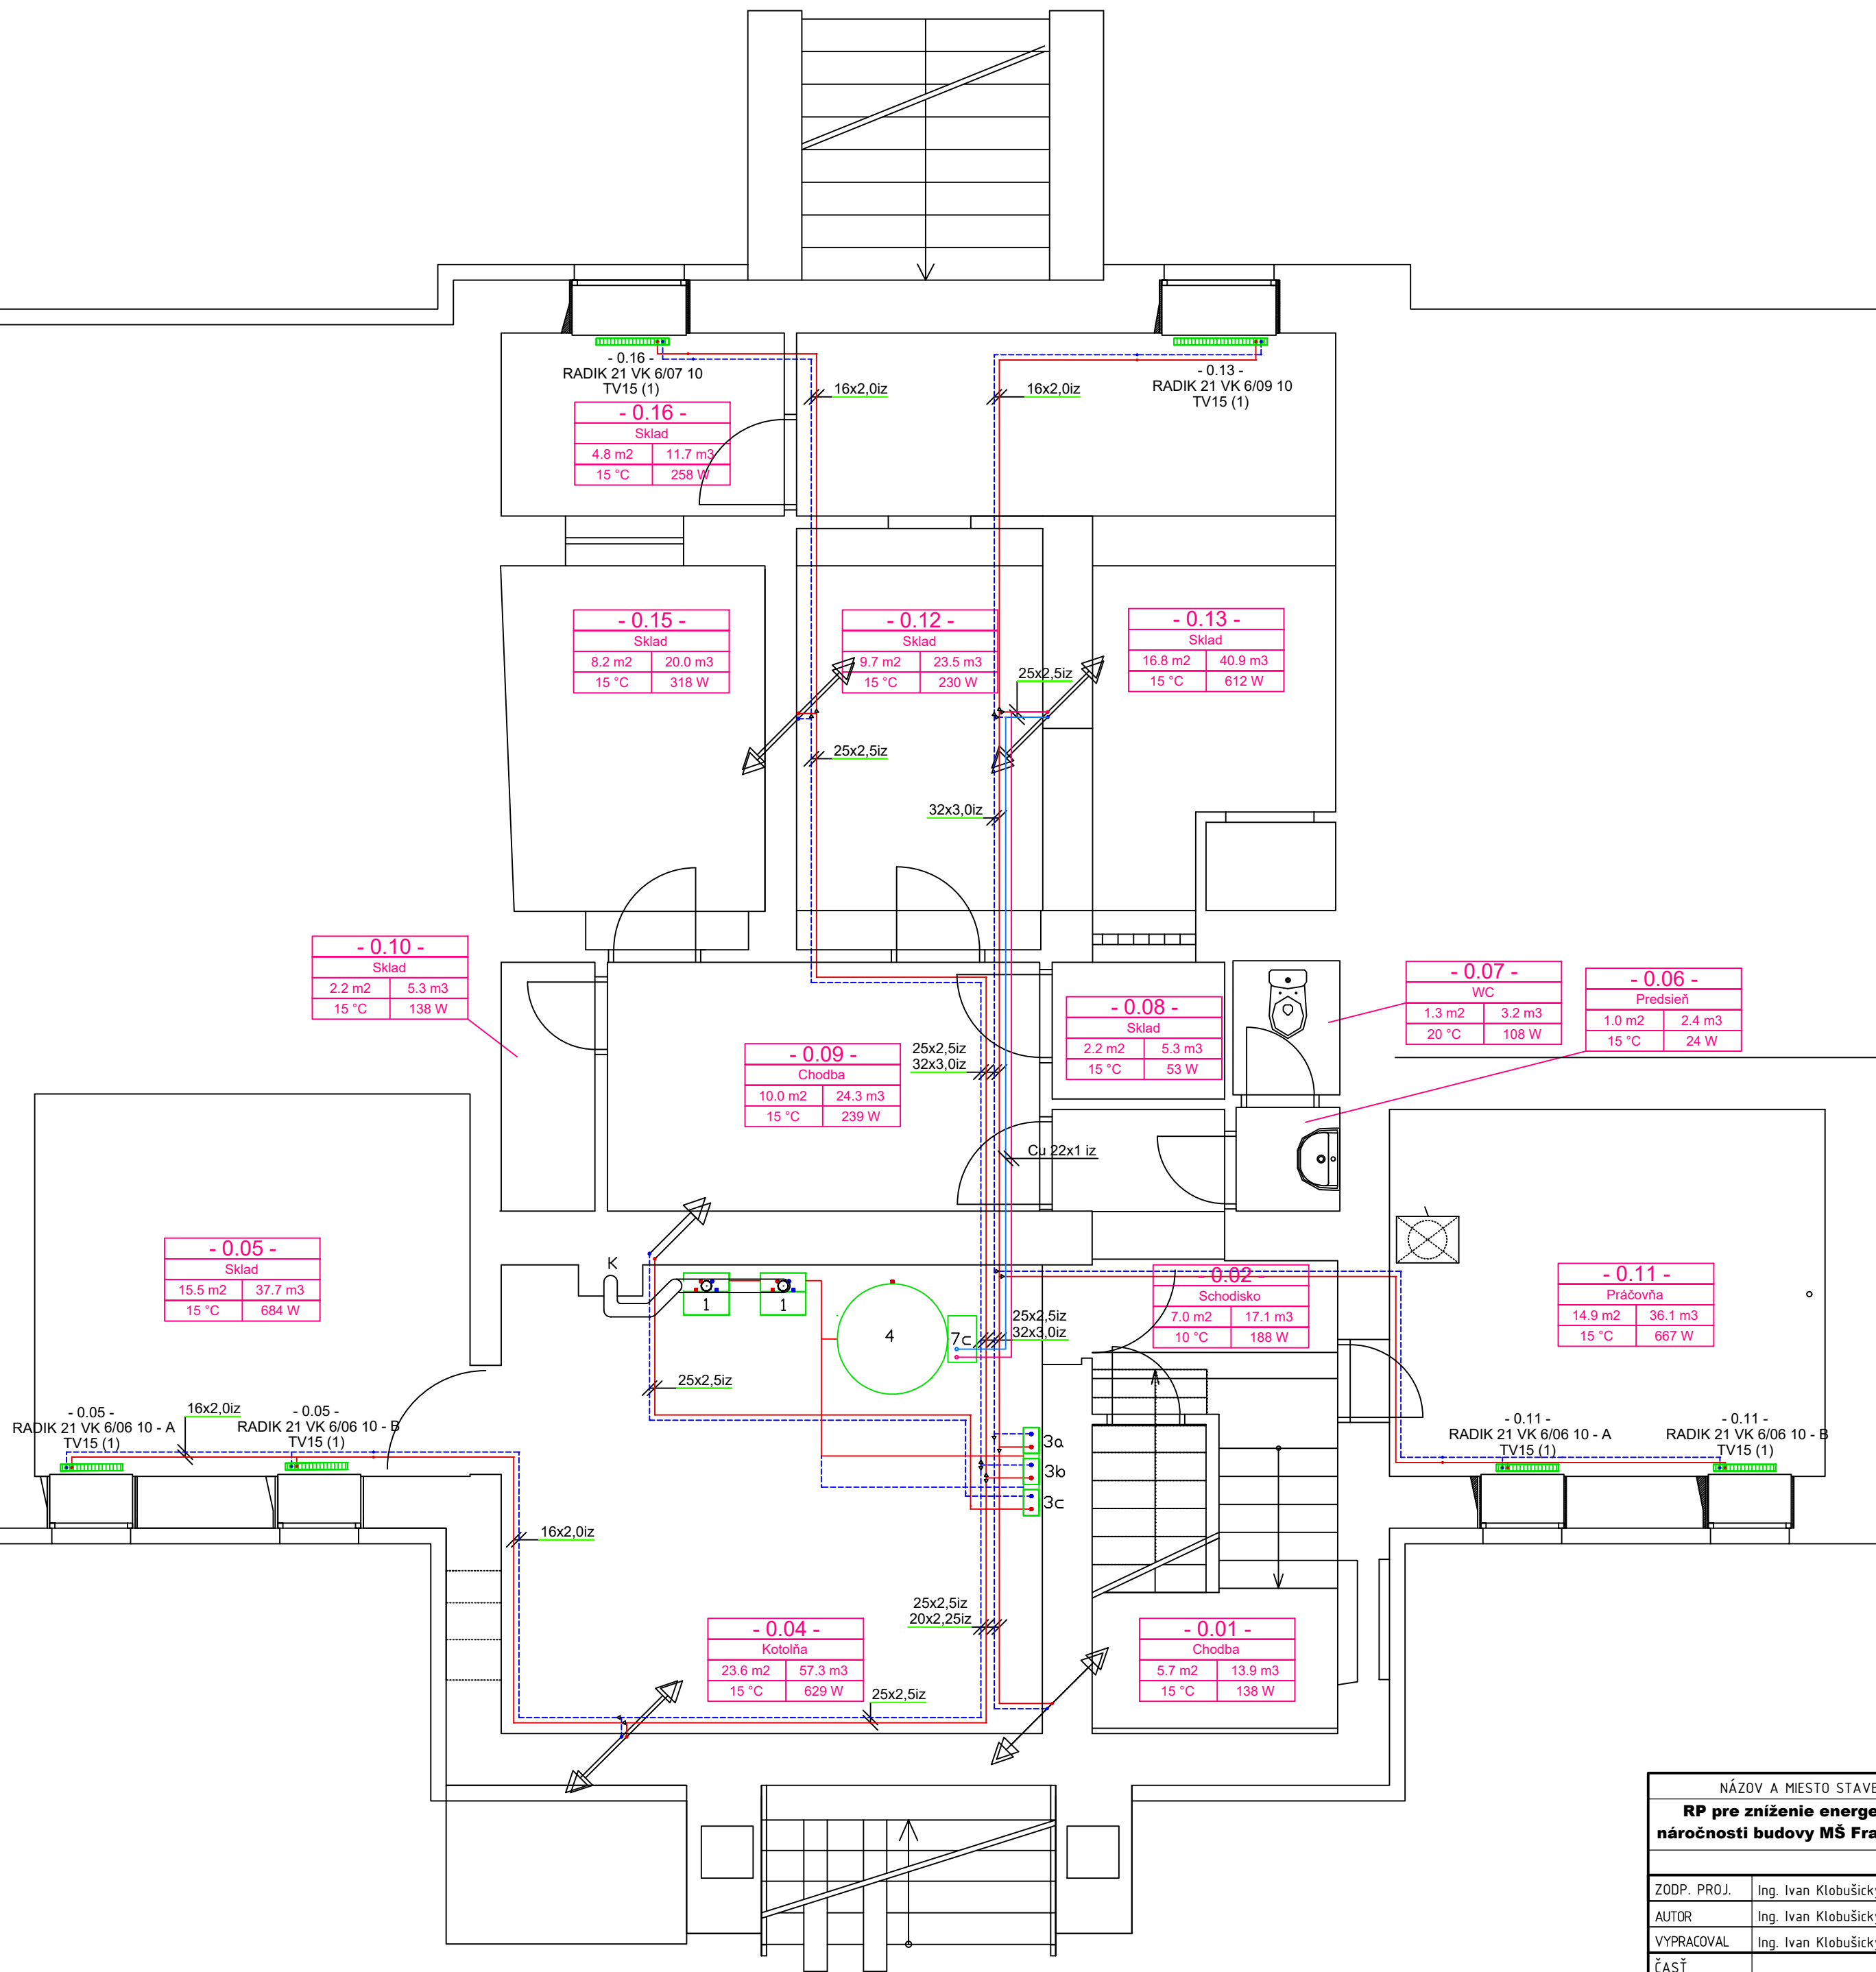 - 0.16 -
RADIK 21 VK 6/07 10
TV15 (1)
- 0.13 -
RADIK 21 VK 6/09 10
TV15 (1)
16x2,0iz
16x2,0iz
- 0.16 -
Sklad
4.8 m2 11.7 m3
15 °C 258 W
- 0.15 -
Sklad
8.2 m2 20.0 m3
15 °C 318 W
- 0.12 -
Sklad
9.7 m2 23.5 m3
15 °C 230 W
- 0.13 -
Sklad
16.8 m2 40.9 m3
15 °C 612 W
25x2,5iz
25x2,5iz
32x3,0iz
- 0.10 -
Sklad
2.2 m2 5.3 m3
15 °C 138 W
- 0.07 -
WC
1.3 m2 3.2 m3
20 °C 108 W
- 0.06 -
Predsieň
1.0 m2 2.4 m3
15 °C 24 W
- 0.08 -
Sklad
2.2 m2 5.3 m3
15 °C 53 W
- 0.09 -
Chodba
10.0 m2 24.3 m3
15 °C 239 W
25x2,5iz
32x3,0iz
Cu 22x1 iz
- 0.05 -
Sklad
15.5 m2 37.7 m3
15 °C 684 W
K
1
1
4
7c
25x2,5iz
32x3,0iz
- 0.02 -
Schodisko
7.0 m2 17.1 m3
10 °C 188 W
- 0.11 -
Práčovňa
14.9 m2 36.1 m3
15 °C 667 W
25x2,5iz
- 0.05 -
RADIK 21 VK 6/06 10 - A
TV15 (1)
16x2,0iz
- 0.05 -
RADIK 21 VK 6/06 10 - B
TV15 (1)
3a
3b
3c
- 0.11 -
RADIK 21 VK 6/06 10 - A
TV15 (1)
- 0.11 -
RADIK 21 VK 6/06 10 - B
TV15 (1)
16x2,0iz
25x2,5iz
20x2,25iz
- 0.04 -
Kotolňa
23.6 m2 57.3 m3
15 °C 629 W
25x2,5iz
- 0.01 -
Chodba
5.7 m2 13.9 m3
15 °C 138 W
NÁZOV A MIESTO STAVE
RP pre zníženie energe
náročnosti budovy MŠ Fra
ZODP. PROJ. Ing. Ivan Klobušick
AUTOR Ing. Ivan Klobušick
VYPRACOVAL Ing. Ivan Klobušick
ČASŤ